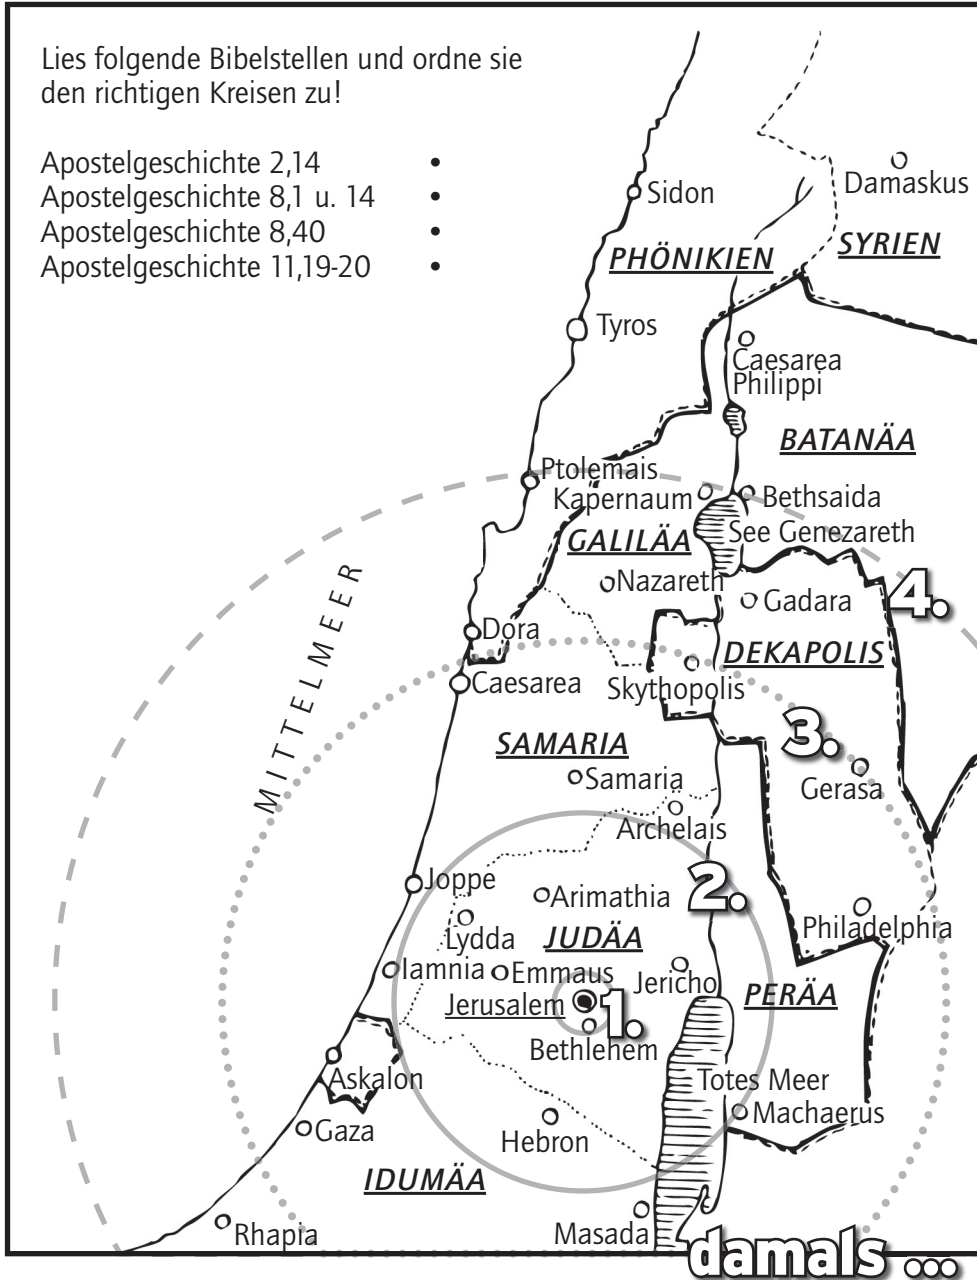 Lies folgende Bibelstellen und ordne sie
den richtigen Kreisen zu!
Apostelgeschichte 2,14 •
Apostelgeschichte 8,1 u. 14 •
Apostelgeschichte 8,40 •
Apostelgeschichte 11,19-20 •
Damaskus
Sidon
SYRIEN
PHÖNIKIEN
Tyros
Caesarea
Philippi
BATANÄA
Ptolemais
Kapernaum
Bethsaida
See Genezareth
GALILÄA
Nazareth
Gadara
4.
MITTELMEER
Dora
DEKAPOLIS
Caesarea
Skythopolis
3.
SAMARIA
Samaria
Gerasa
Archelais
Joppe
2.
Arimathia
Philadelphia
Lydda
JUDÄA
Iamnia
Emmaus
Jericho
PERÄA
Jerusalem
1.
Bethlehem
Askalon
Totes Meer
Machaerus
Gaza
Hebron
IDUMÄA
Rhapia
Masada
damals ...